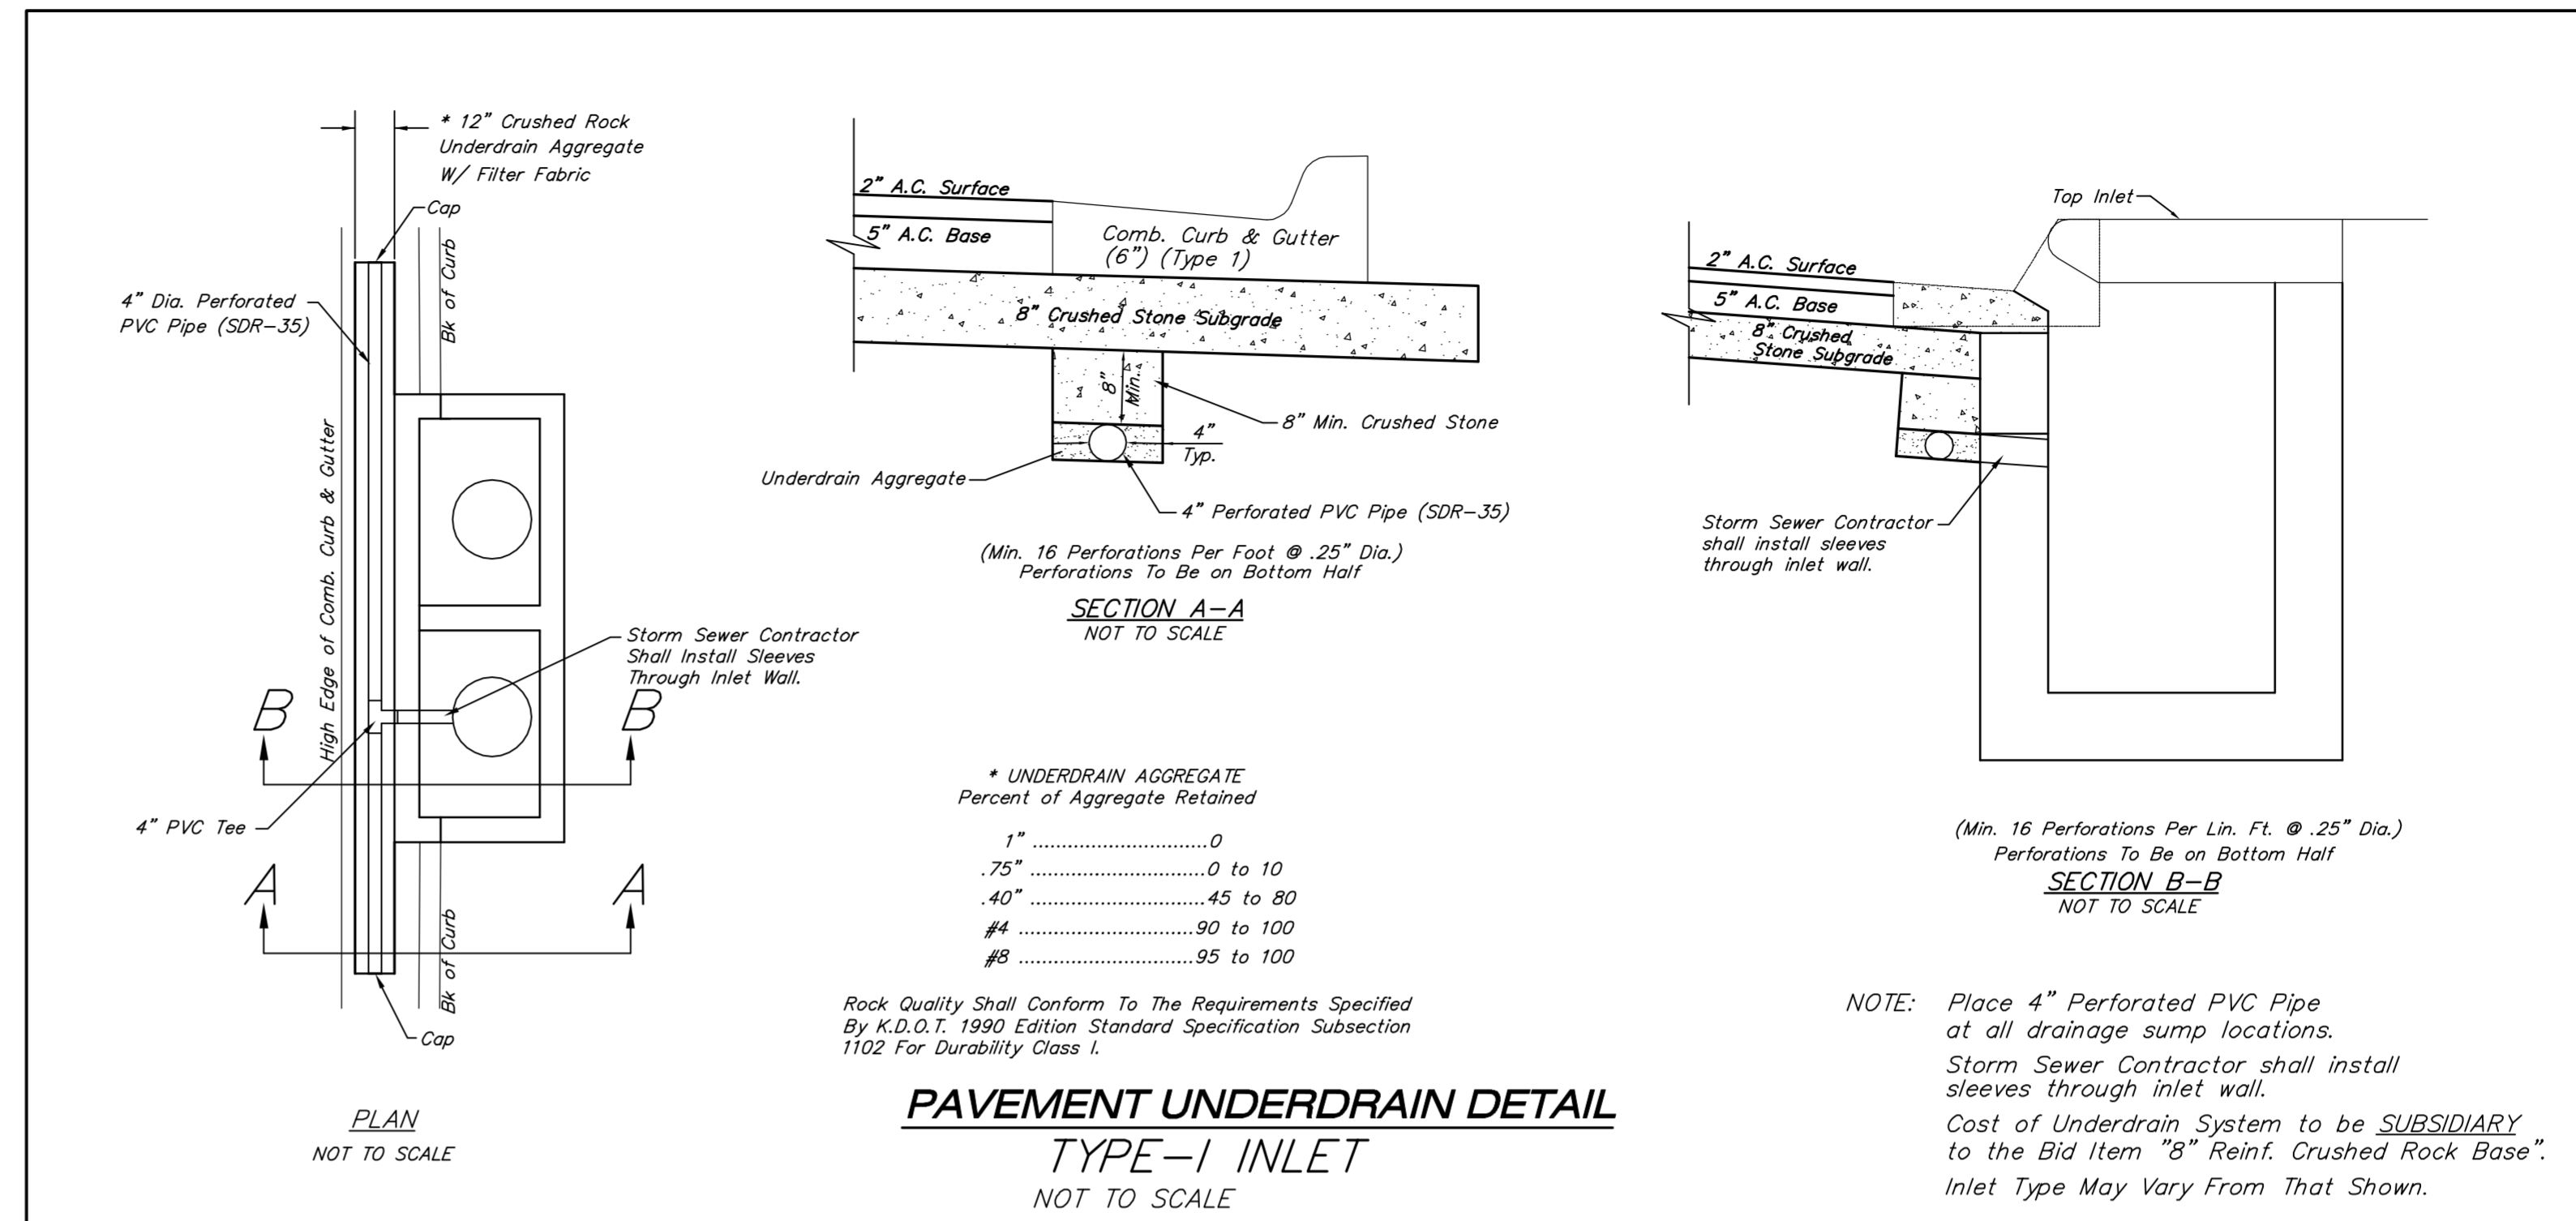 * 12" Crushed Rock
Underdrain Aggregate
W/ Filter Fabric
Cap
Bk of Curb
4" Dia. Perforated
PVC Pipe (SDR-35)
High Edge of Comb. Curb & Gutter
Storm Sewer Contractor
Shall Install Sleeves
Through Inlet Wall.
B
B
4" PVC Tee
A
A
Bk of Curb
Cap
PLAN
NOT TO SCALE
2" A.C. Surface
5" A.C. Base
Comb. Curb & Gutter
(6") (Type 1)
8" Crushed Stone Subgrade
8"
Min.
8" Min. Crushed Stone
4"
Typ.
Underdrain Aggregate
4" Perforated PVC Pipe (SDR-35)
(Min. 16 Perforations Per Foot @ .25" Dia.)
Perforations To Be on Bottom Half
SECTION A-A
NOT TO SCALE
* UNDERDRAIN AGGREGATE
Percent of Aggregate Retained
1" ..............................0
.75" ..............................0 to 10
.40" ..............................45 to 80
#4 ..............................90 to 100
#8 ..............................95 to 100
Rock Quality Shall Conform To The Requirements Specified
By K.D.O.T. 1990 Edition Standard Specification Subsection
1102 For Durability Class I.
PAVEMENT UNDERDRAIN DETAIL
TYPE-I INLET
NOT TO SCALE
Top Inlet
2" A.C. Surface
5" A.C. Base
8" Crushed
Stone Subgrade
Storm Sewer Contractor
shall install sleeves
through inlet wall.
(Min. 16 Perforations Per Lin. Ft. @ .25" Dia.)
Perforations To Be on Bottom Half
SECTION B-B
NOT TO SCALE
NOTE: Place 4" Perforated PVC Pipe
at all drainage sump locations.
Storm Sewer Contractor shall install
sleeves through inlet wall.
Cost of Underdrain System to be SUBSIDIARY
to the Bid Item "8" Reinf. Crushed Rock Base".
Inlet Type May Vary From That Shown.